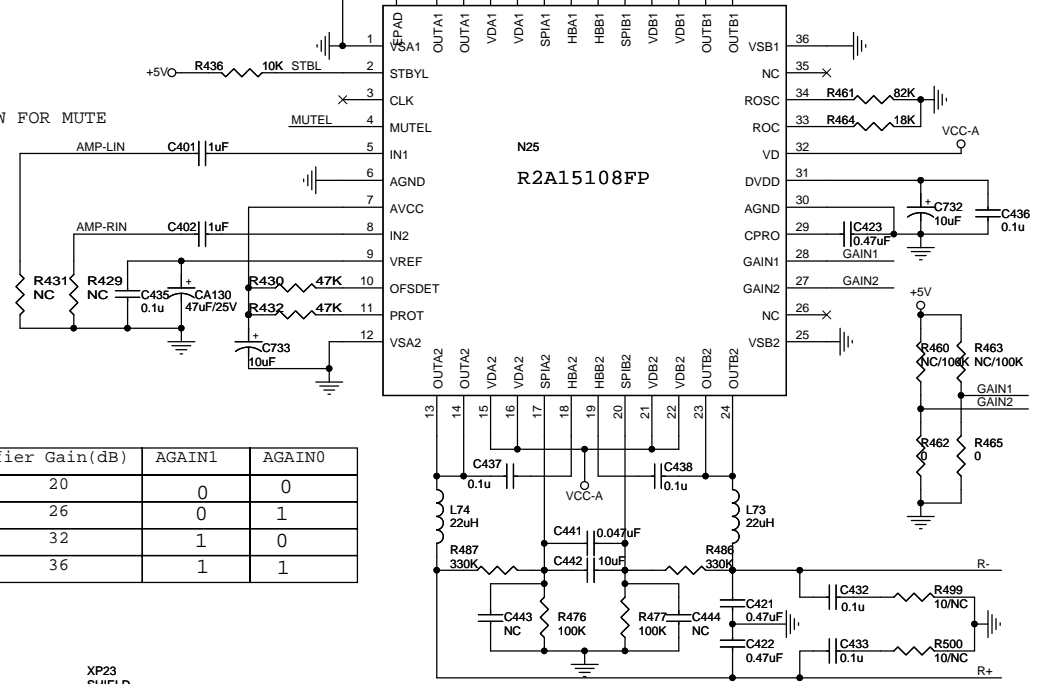 EPAD OUTA1 OUTA1 VDA1 VDA1 SPIA1 HBA1 HBB1 SPIB1 VDB1 VDB1 OUTB1 OUTB1
1 VSA1
VSB1 36
+5V R436 10K STBL 2 STBYL
NC 35
3 CLK
ROSC 34 R461 82K
FOR MUTE
MUTEL 4 MUTEL
ROC 33 R464 18K
VCC-A
AMP-LIN C401 1uF 5 IN1
N25
VD 32
6 AGND
R2A15108FP
DVDD 31
7 AVCC
AGND 30
C732
10uF
C436
0.1u
AMP-RIN C402 1uF 8 IN2
CPRO 29 C423
0.47uF
9 VREF
GAIN1 28 GAIN1
R431
NC
R429
NC
C435
0.1u
CA130
47uF/25V
R430 47K 10 OFSDET
GAIN2 27 GAIN2
R432 47K 11 PROT
NC 26
+5V
C733
10uF
12 VSA2
VSB2 25
R460
NC/100K
R463
NC/100K
OUTA2 OUTA2 VDA2 VDA2 SPIA2 HBA2 HBB2 SPIB2 VDB2 VDB2 OUTB2 OUTB2
13 14 15 16 17 18 19 20 21 22 23 24
GAIN1
GAIN2
R462
0
R465
0
fier Gain(dB) AGAIN1 AGAIN0
20 0 0
26 0 1
32 1 0
36 1 1
C437
0.1u
C438
0.1u
VCC-A
L74
22uH
L73
22uH
C441 0.047uF
R487
330K
C442 10uF
R486
330K
R-
C443
NC
R476
100K
R477
100K
C444
NC
C421
0.47uF
C422
0.47uF
C432
0.1u
R499
10/NC
C433
0.1u
R500
10/NC
R+
XP23
SHIELD